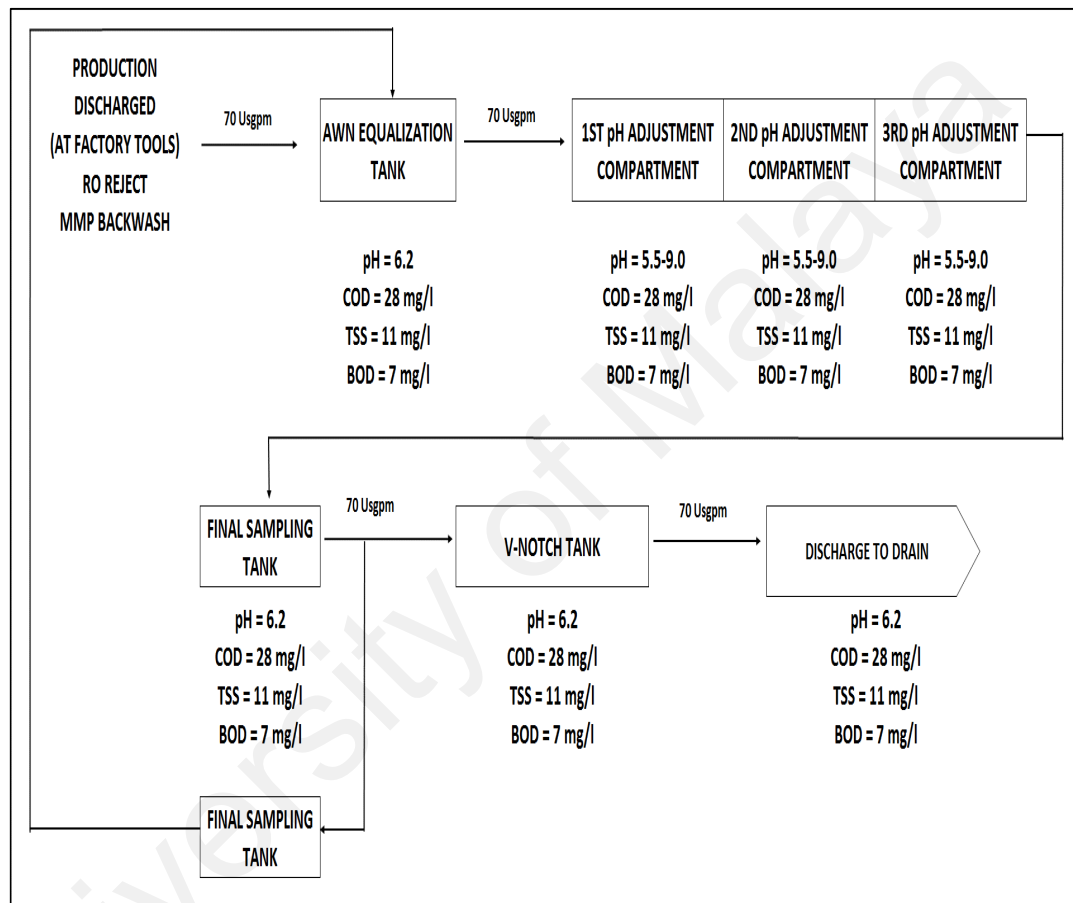 PRODUCTION
DISCHARGED
(AT FACTORY TOOLS)
RO REJECT
MMP BACKWASH
70 Usgpm
AWN EQUALIZATION
TANK
70 Usgpm
1ST pH ADJUSTMENT
COMPARTMENT
2ND pH ADJUSTMENT
COMPARTMENT
3RD pH ADJUSTMENT
COMPARTMENT
pH = 6.2
COD = 28 mg/l
TSS = 11 mg/l
BOD = 7 mg/l
pH = 5.5-9.0
COD = 28 mg/l
TSS = 11 mg/l
BOD = 7 mg/l
pH = 5.5-9.0
COD = 28 mg/l
TSS = 11 mg/l
BOD = 7 mg/l
pH = 5.5-9.0
COD = 28 mg/l
TSS = 11 mg/l
BOD = 7 mg/l
FINAL SAMPLING
TANK
70 Usgpm
V-NOTCH TANK
70 Usgpm
DISCHARGE TO DRAIN
pH = 6.2
COD = 28 mg/l
TSS = 11 mg/l
BOD = 7 mg/l
pH = 6.2
COD = 28 mg/l
TSS = 11 mg/l
BOD = 7 mg/l
pH = 6.2
COD = 28 mg/l
TSS = 11 mg/l
BOD = 7 mg/l
FINAL SAMPLING
TANK
versity of Malaya